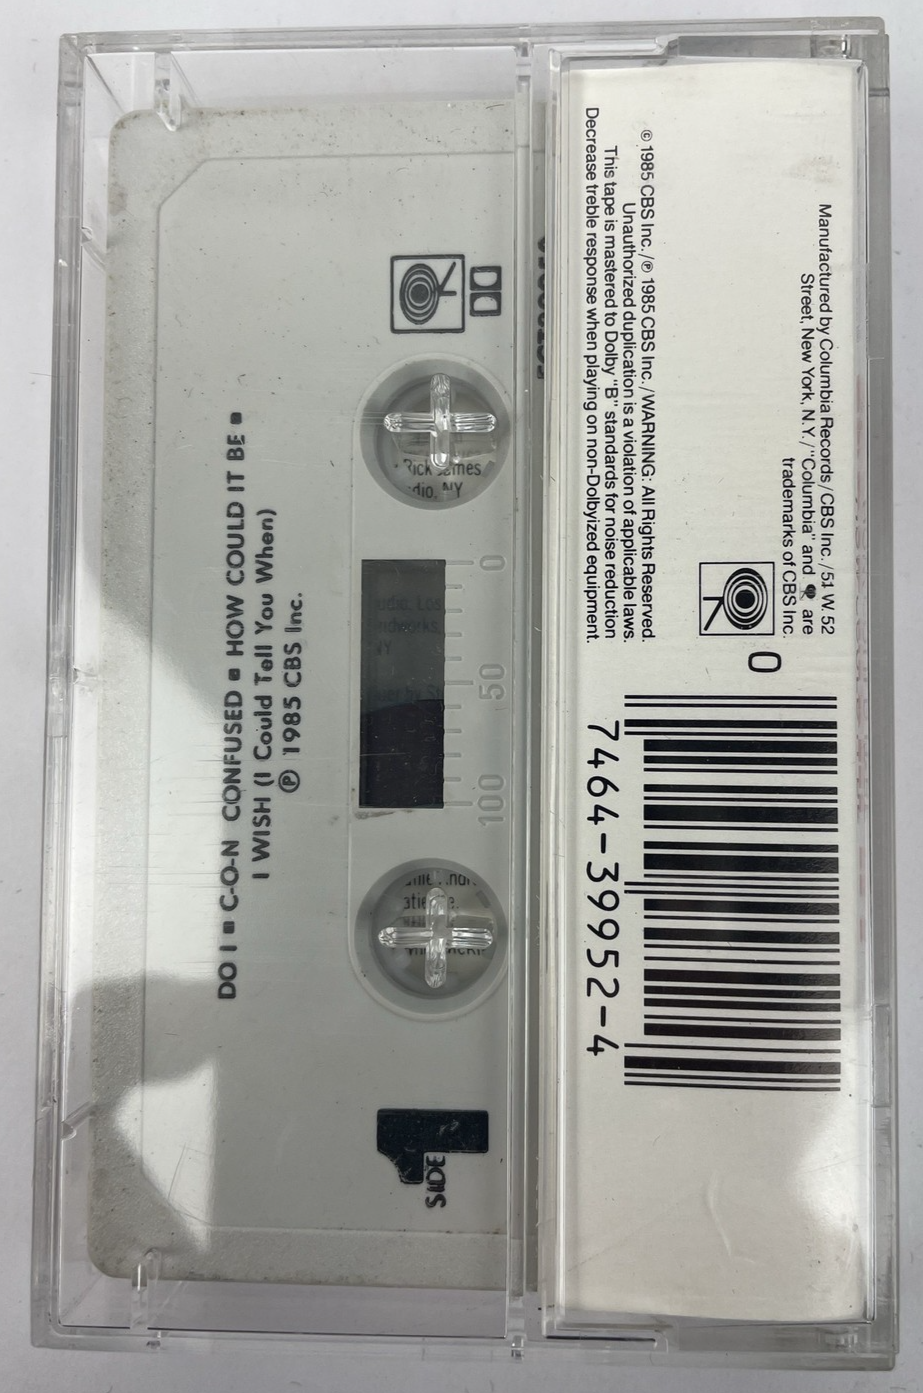 DO I ▪ C-O-N CONFUSED ▪ HOW COULD IT BE ▪
I WISH (I Could Tell You When)
℗ 1985 CBS Inc.
SIDE 1
0 50 100
Manufactured by Columbia Records/CBS Inc./51 W. 52
Street, New York, N.Y./"Columbia" and are
trademarks of CBS Inc.
© 1985 CBS Inc./℗ 1985 CBS Inc./WARNING: All Rights Reserved.
Unauthorized duplication is a violation of applicable laws.
This tape is mastered to Dolby "B" standards for noise reduction
Decrease treble response when playing on non-Dolbyized equipment.
0
7464-39952-4